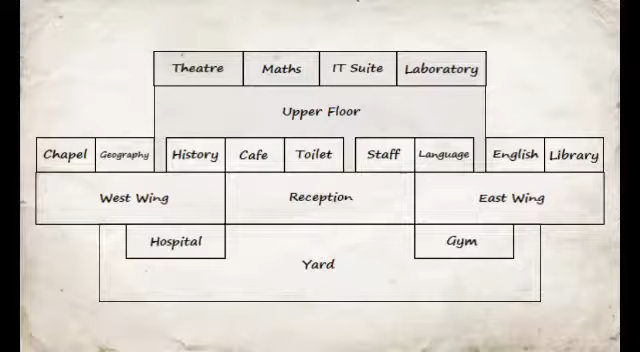 Theatre Maths IT Suite Laboratory
Upper Floor
Chapel Geography History Cafe Toilet Staff Language English Library
West Wing Reception East Wing
Hospital Gym
Yard